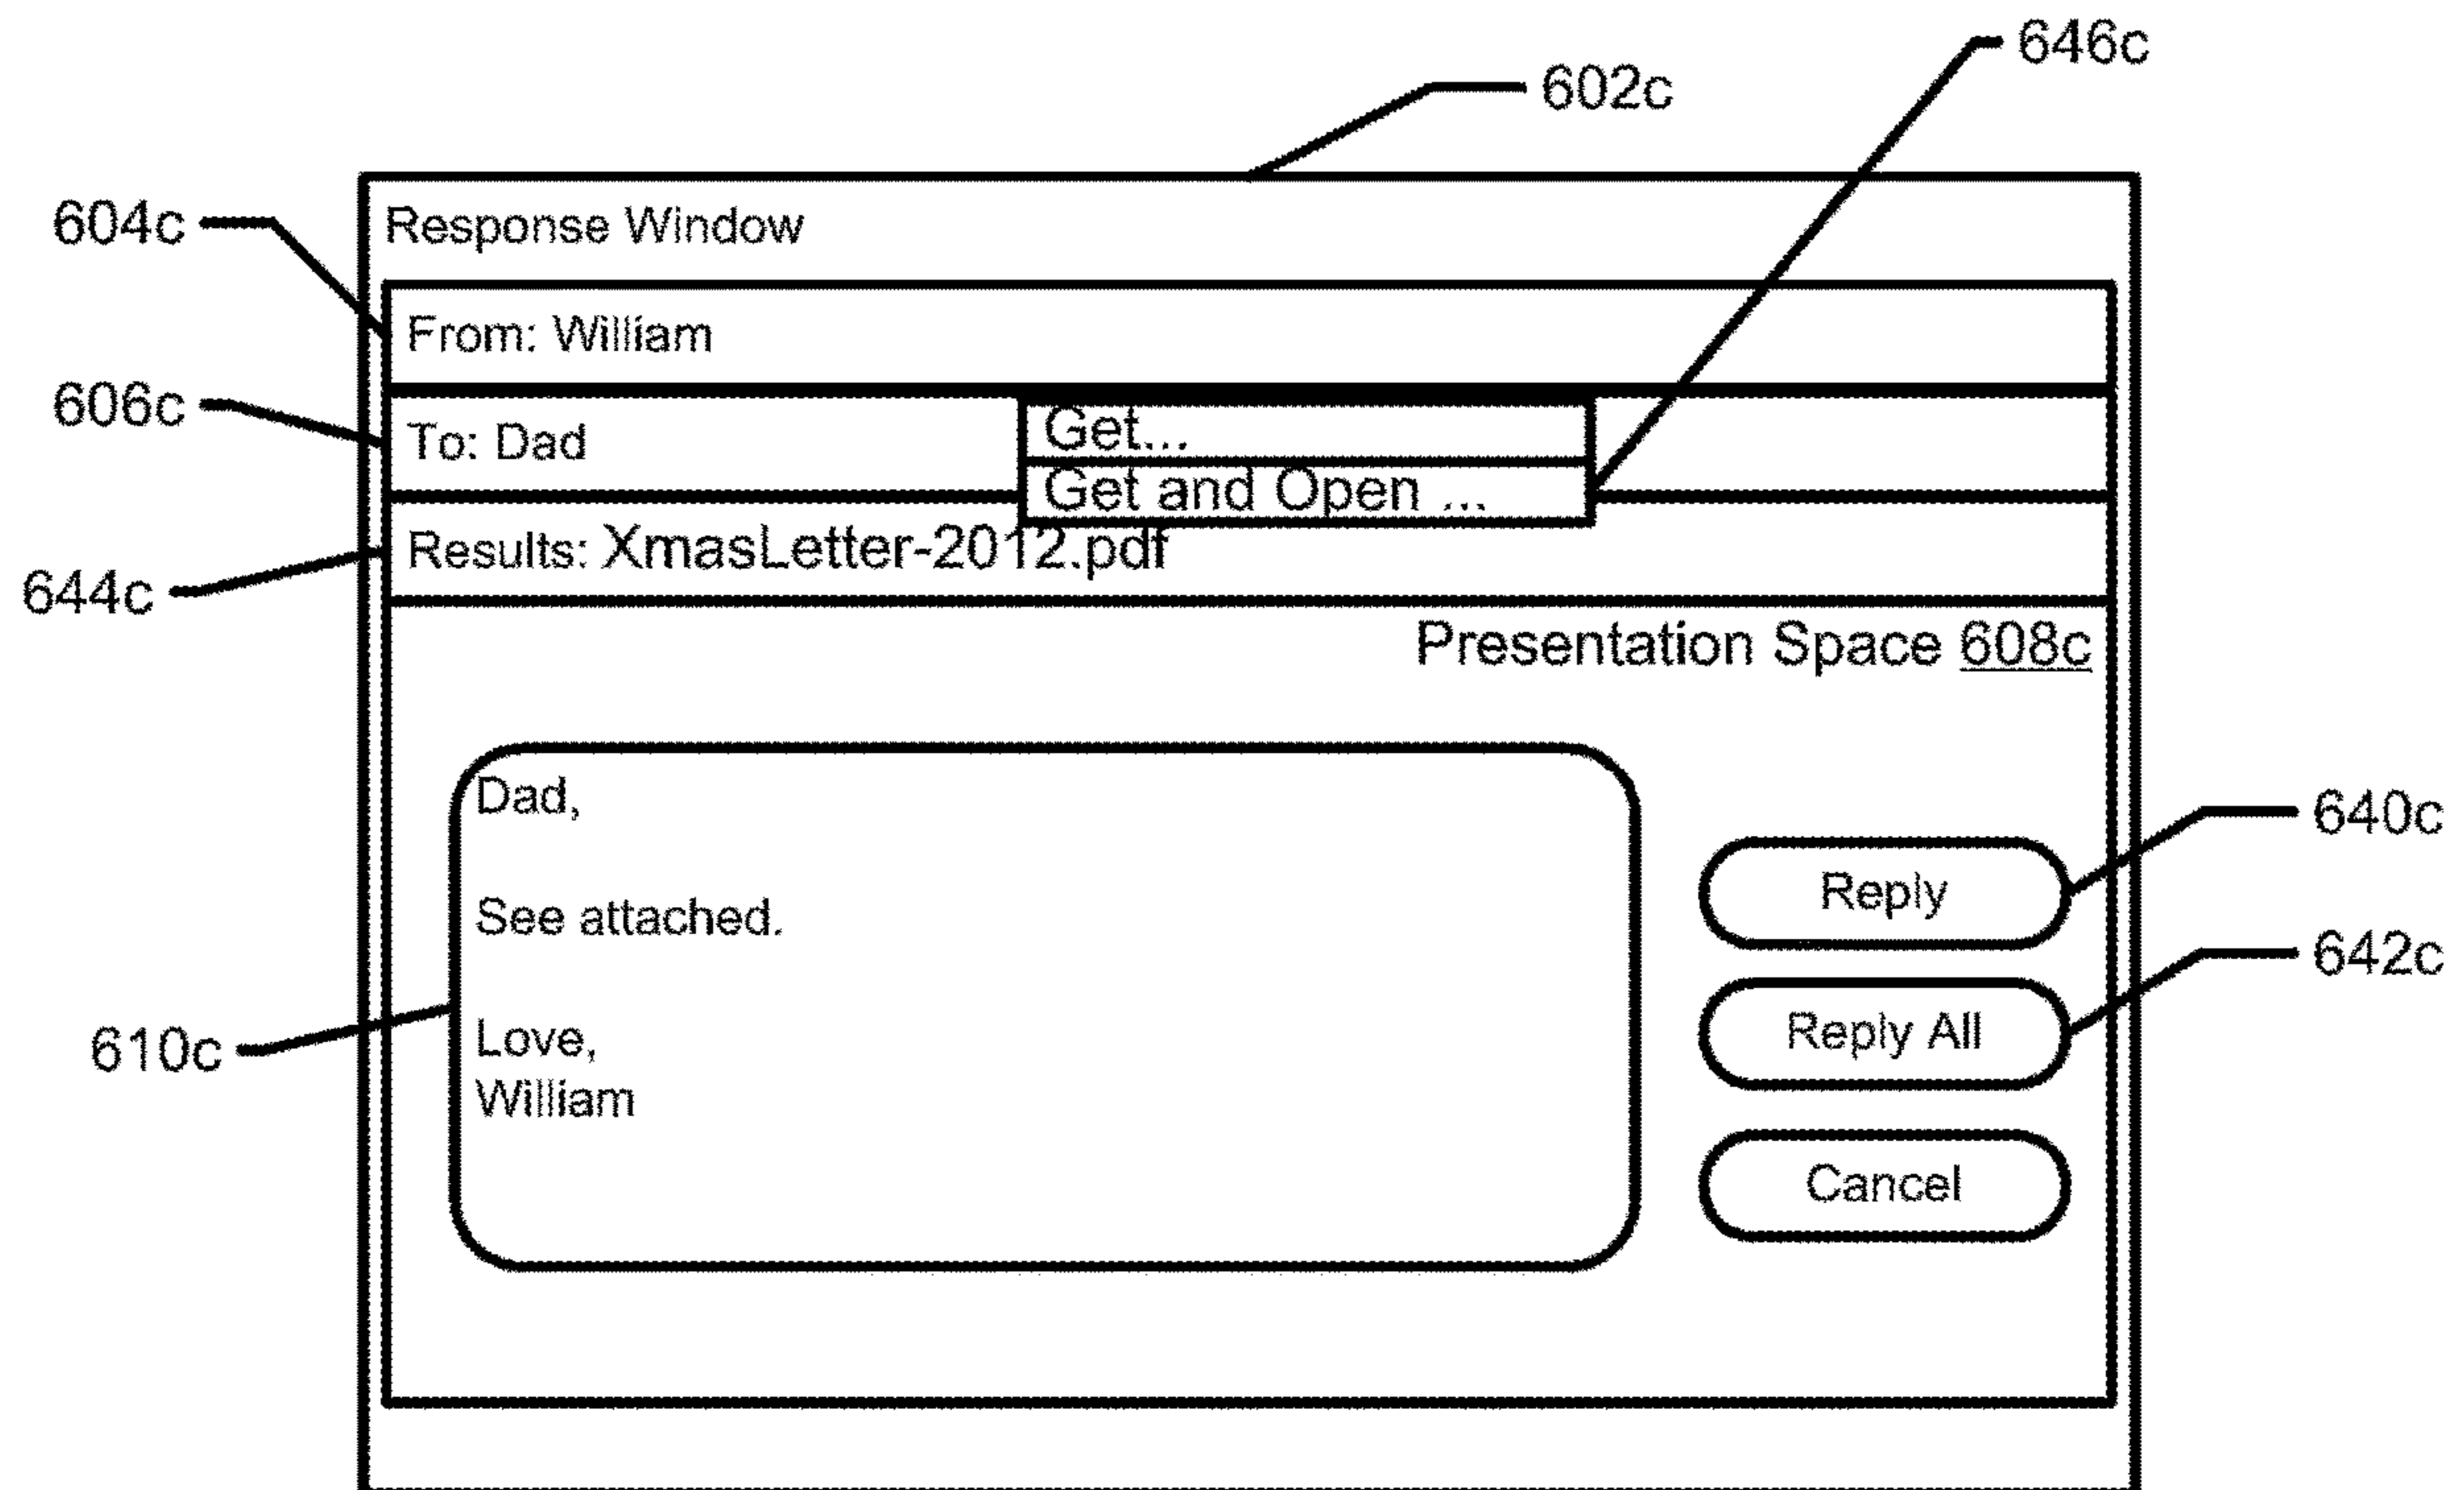 646c
602c
604c
Response Window
From: William
606c
To: Dad
Get...
Get and Open ...
Results: XmasLetter-2012.pdf
644c
Presentation Space 608c
Dad,
640c
Reply
See attached.
642c
Reply All
610c
Love,
William
Cancel